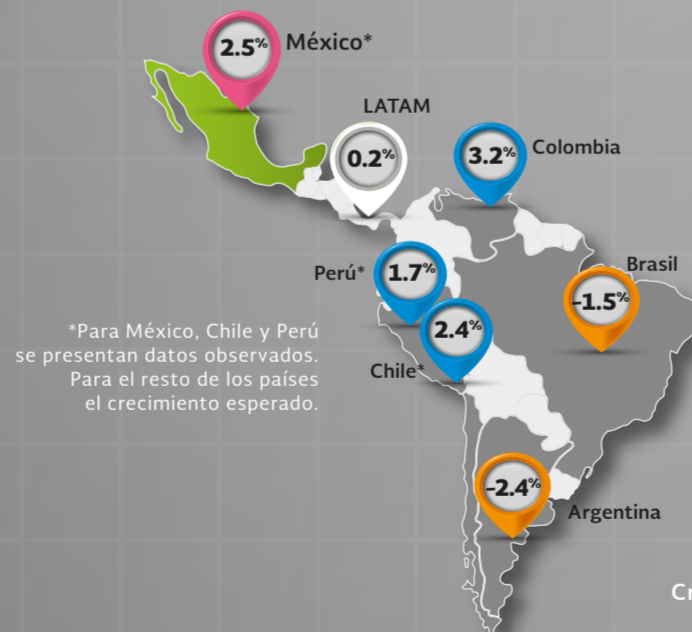 2.5%
México*
LATAM
0.2%
3.2%
Colombia
Perú*
1.7%
Brasil
-1.5%
2.4%
Chile*
*Para México, Chile y Perú
se presentan datos observados.
Para el resto de los países
el crecimiento esperado.
-2.4%
Argentina